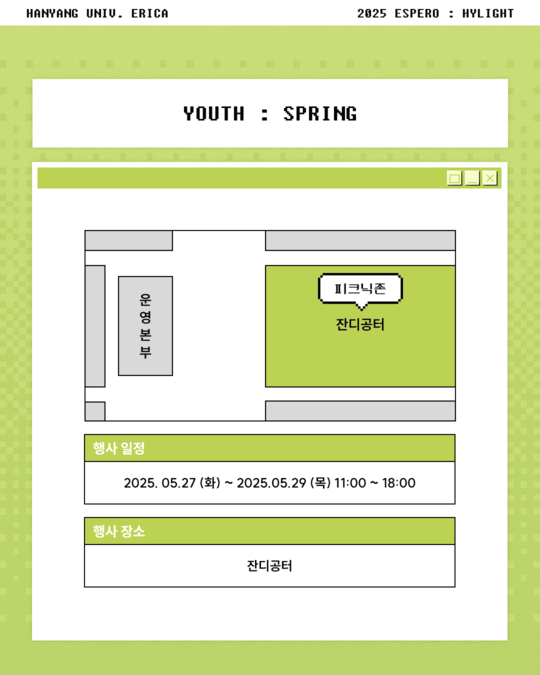 HANYANG UNIV. ERICA
2025 ESPERO : HYLIGHT
YOUTH : SPRING
운
영
본
부
피크닉존
잔디공터
행사 일정
2025. 05.27 (화) ~ 2025.05.29 (목) 11:00 ~ 18:00
행사 장소
잔디공터